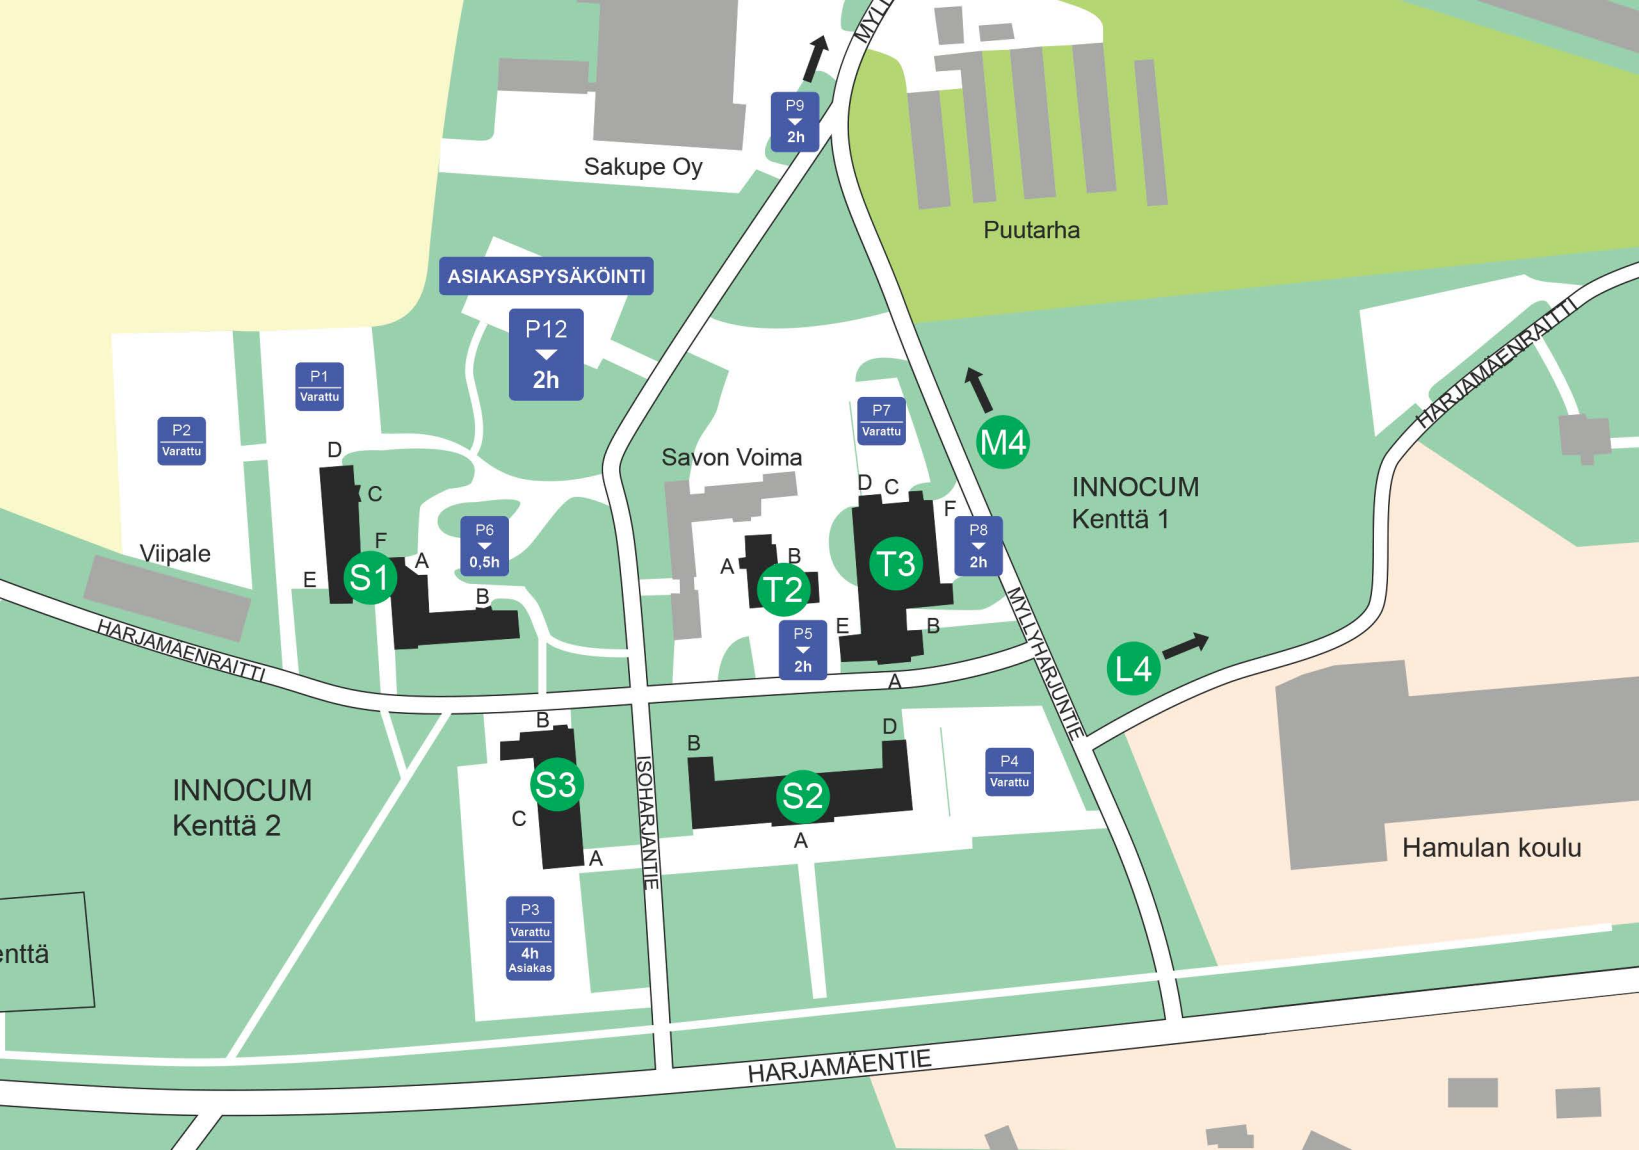 MYLL
P9
2h
Sakupe Oy
Puutarha
ASIAKASPYSÄKÖINTI
P12
2h
HARJAMÄENRAITTI
P1
Varattu
P2
Varattu
P7
Varattu
M4
D
Savon Voima
C
D C
F
INNOCUM
Kenttä 1
P6
0,5h
P8
2h
Viipale
F
A
E
S1
B
A
B
T2
T3
E
B
P5
2h
A
MYLLYHARJUNTIE
HARJAMAENRAITTI
L4
B
B
D
INNOCUM
Kenttä 2
S3
C
A
ISOHARJANTIE
S2
A
P4
Varattu
Hamulan koulu
P3
Varattu
4h
Asiakas
enttä
HARJAMÄENTIE